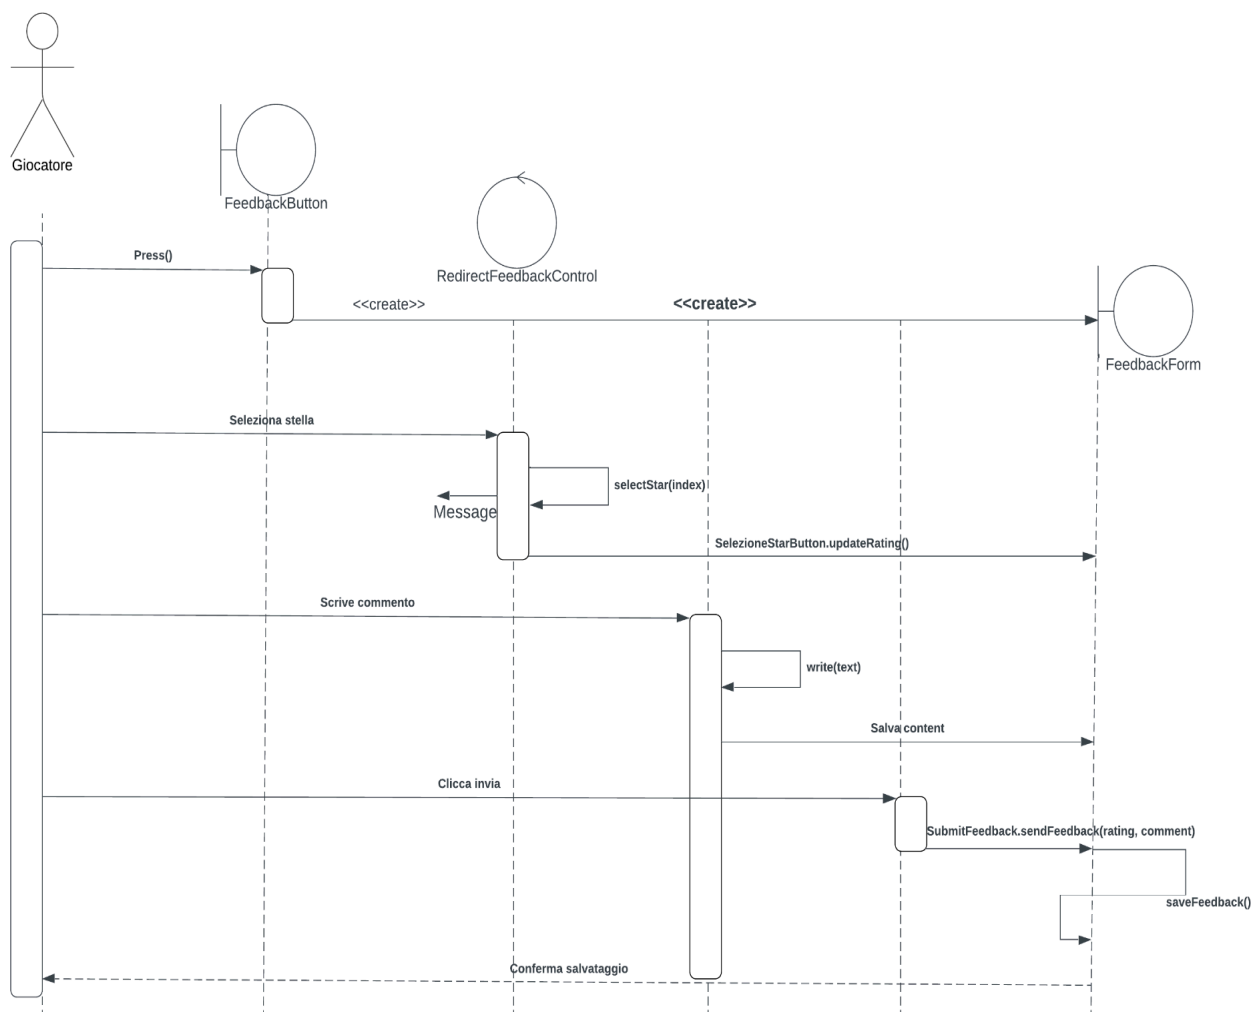 Giocatore
FeedbackButton
RedirectFeedbackControl
Press()
<<create>>
<<create>>
FeedbackForm
Seleziona stella
selectStar(index)
Message
SelezioneStarButton.updateRating()
Scrive commento
write(text)
Salva content
Clicca invia
SubmitFeedback.sendFeedback(rating, comment)
saveFeedback()
Conferma salvataggio